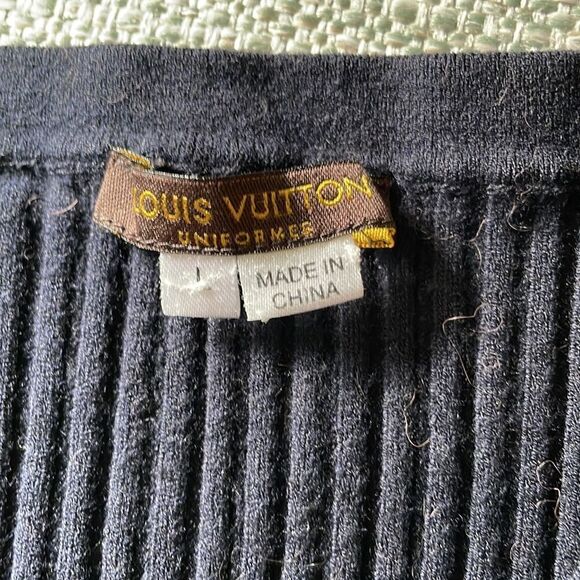 LOUIS VUITTON
UNIFORMES
L
MADE IN
CHINA